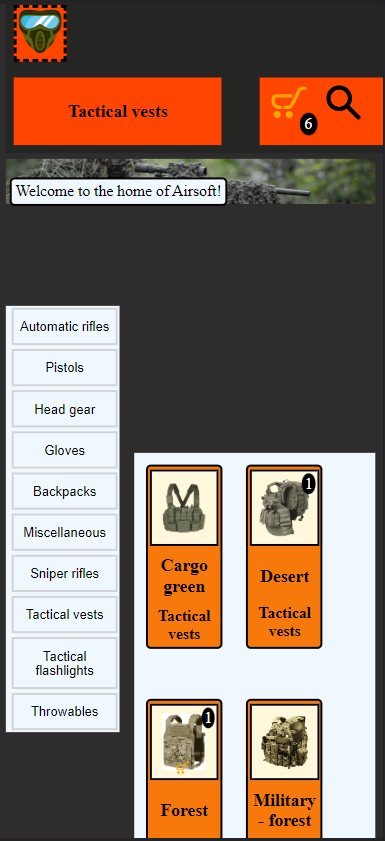 Tactical vests
6
Welcome to the home of Airsoft!
Automatic rifles
Pistols
Head gear
Gloves
Backpacks
Miscellaneous
Sniper rifles
Tactical vests
Tactical
flashlights
Throwables
Cargo
green
Tactical
vests
1
Desert
Tactical
vests
1
Forest
Military
- forest